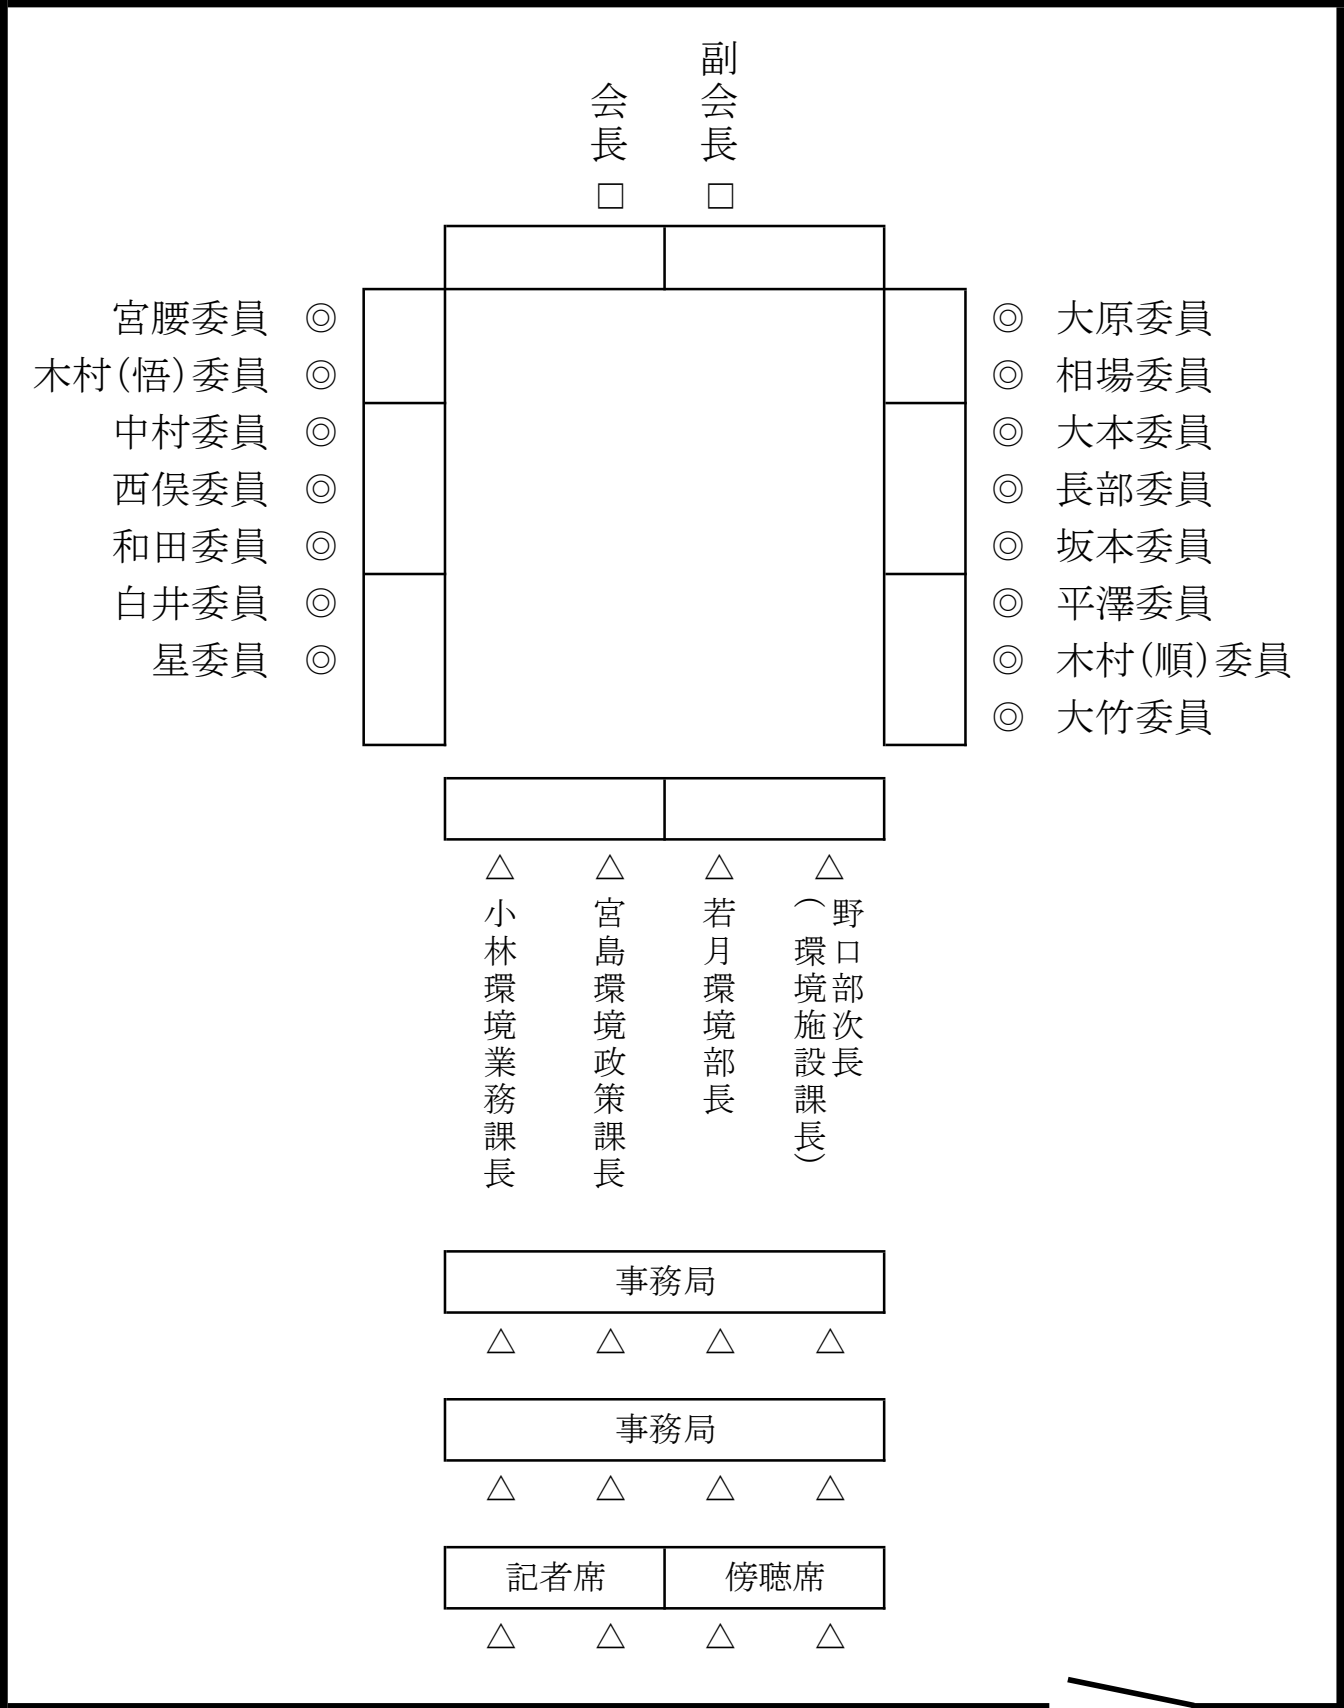 副会長 □
会長 □
宮腰委員 ◎
木村(悟)委員 ◎
中村委員 ◎
西俣委員 ◎
和田委員 ◎
白井委員 ◎
星委員 ◎
◎ 大原委員
◎ 相場委員
◎ 大本委員
◎ 長部委員
◎ 坂本委員
◎ 平澤委員
◎ 木村(順)委員
◎ 大竹委員
△ △ △ △
野口部次長
(環境施設課長)
若月環境部長
宮島環境政策課長
小林環境業務課長
事務局
△ △ △ △
事務局
△ △ △ △
記者席 傍聴席
△ △ △ △